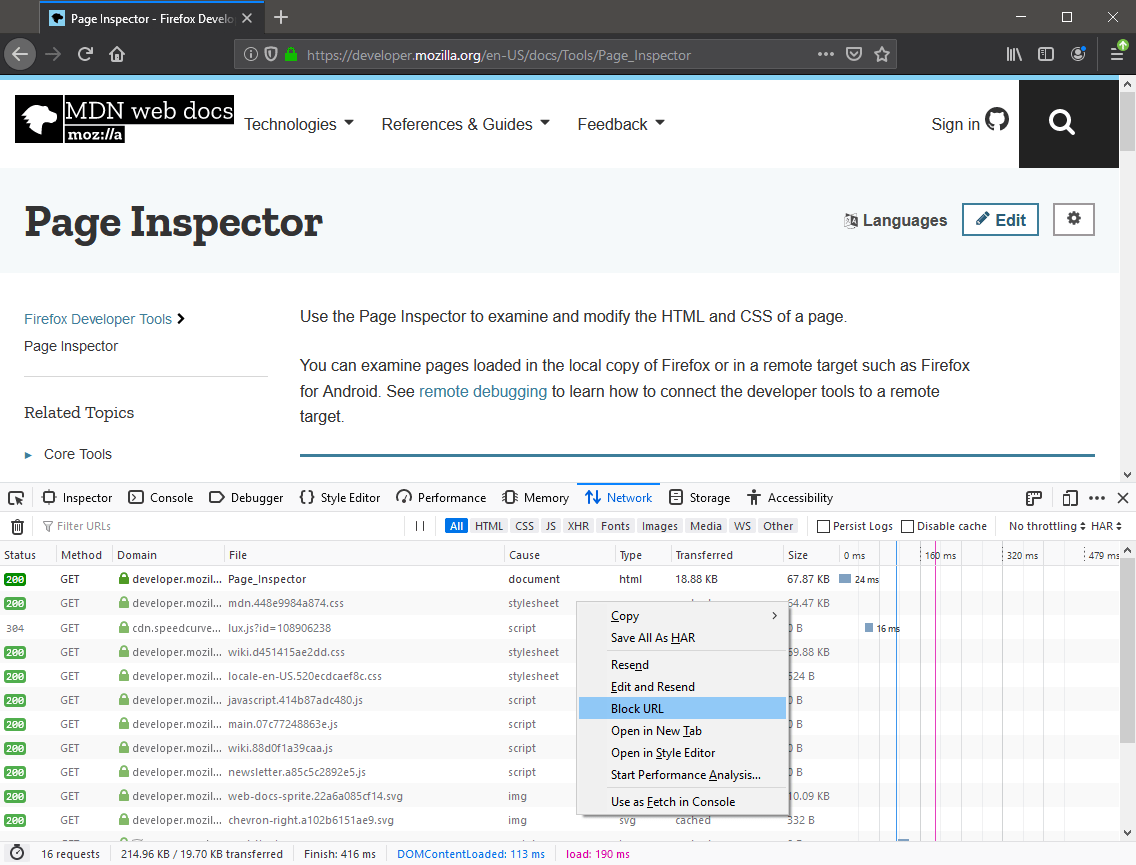 Page Inspector - Firefox Develo
https://developer.mozilla.org/en-US/docs/Tools/Page_Inspector
MDN web docs
moz://a
Technologies
References & Guides
Feedback
Sign in
Page Inspector
Languages
Edit
Firefox Developer Tools
Page Inspector
Related Topics
Core Tools
Use the Page Inspector to examine and modify the HTML and CSS of a page.
You can examine pages loaded in the local copy of Firefox or in a remote target such as Firefox
for Android. See remote debugging to learn how to connect the developer tools to a remote
target.
Inspector Console Debugger Style Editor Performance Memory Network Storage Accessibility
Filter URLs All HTML CSS JS XHR Fonts Images Media WS Other Persist Logs Disable cache No throttling HAR
Status Method Domain File Cause Type Transferred Size 0 ms 160 ms 320 ms 479 ms
200 GET developer.mozil... Page_Inspector document html 18.88 KB 67.87 KB 24 ms
200 GET developer.mozil... mdn.448e9984a874.css stylesheet 64.47 KB
304 GET cdn.speedcurve... lux.js?id=108906238 script 0 B 16 ms
200 GET developer.mozil... wiki.d451415ae2dd.css stylesheet 59.88 KB
200 GET developer.mozil... locale-en-US.520ecdcaef8c.css stylesheet 524 B
200 GET developer.mozil... javascript.414b87adc480.js script 0 B
200 GET developer.mozil... main.07c77248863e.js script 0 B
200 GET developer.mozil... wiki.88d0f1a39caa.js script 0 B
200 GET developer.mozil... newsletter.a85c5c2892e5.js script 0 B
200 GET developer.mozil... web-docs-sprite.22a6a085cf14.svg img 10.09 KB
200 GET developer.mozil... chevron-right.a102b6151ae9.svg img svg cached 332 B
Copy
Save All As HAR
Resend
Edit and Resend
Block URL
Open in New Tab
Open in Style Editor
Start Performance Analysis...
Use as Fetch in Console
16 requests 214.96 KB / 19.70 KB transferred Finish: 416 ms DOMContentLoaded: 113 ms load: 190 ms